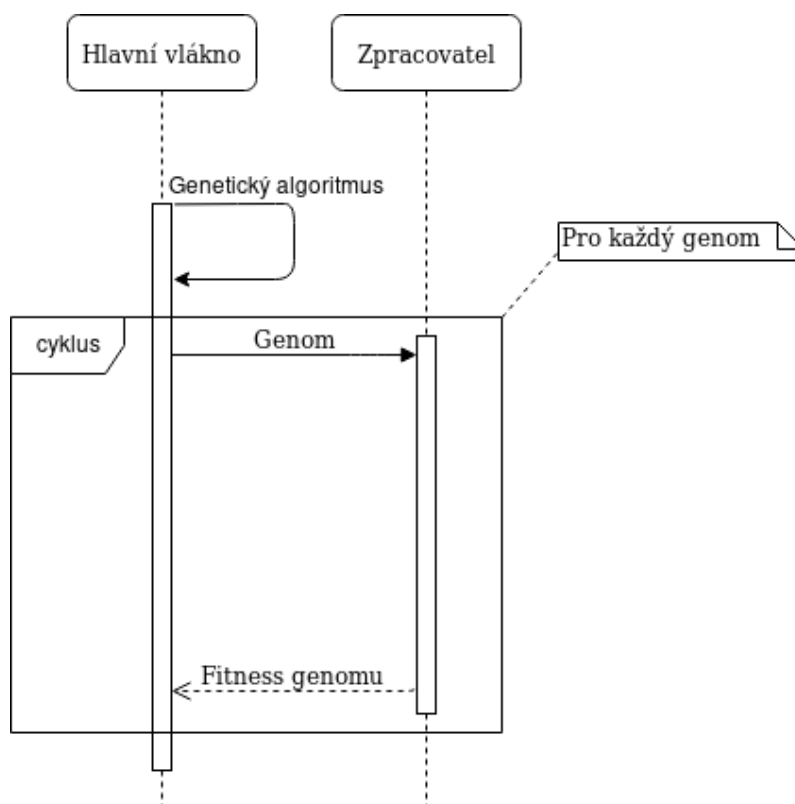 Hlavní vlákno
Zpracovatel
Genetický algoritmus
Pro každý genom
cyklus
Genom
Fitness genomu